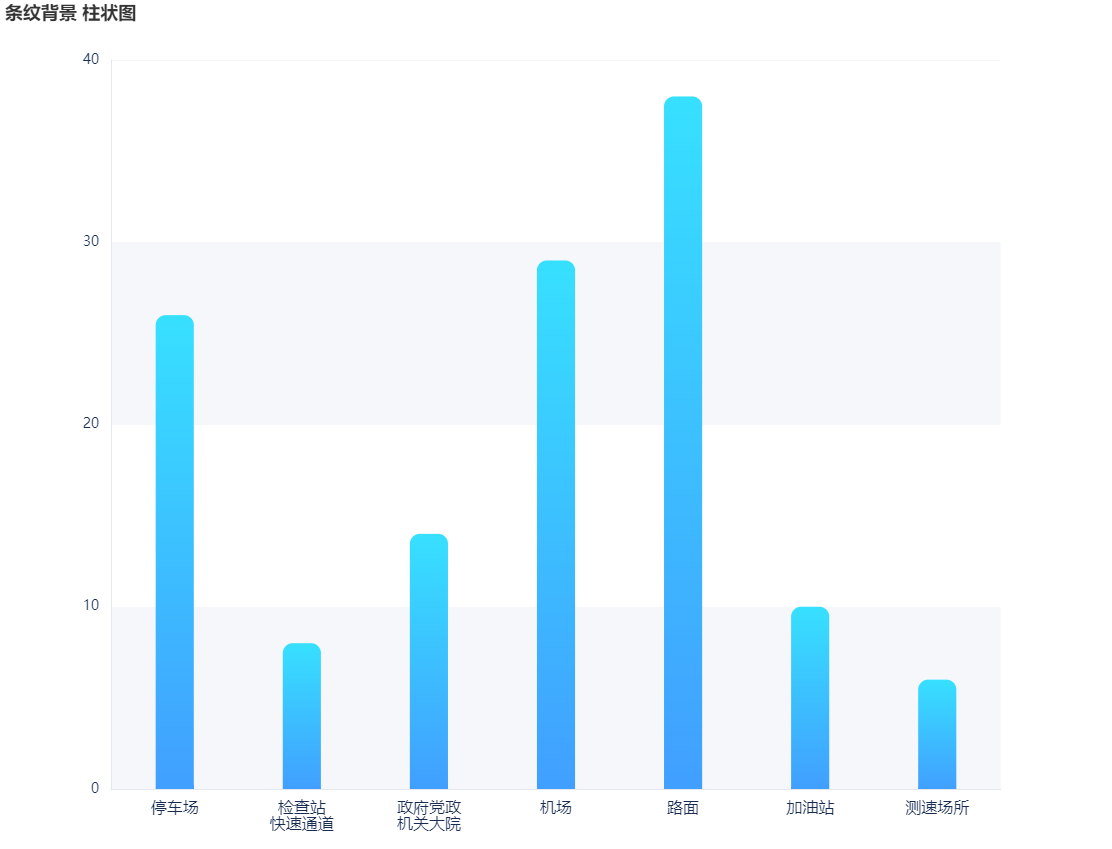 条纹背景 柱状图
40
30
20
10
0
停车场
检查站
快速通道
政府党政
机关大院
机场
路面
加油站
测速场所